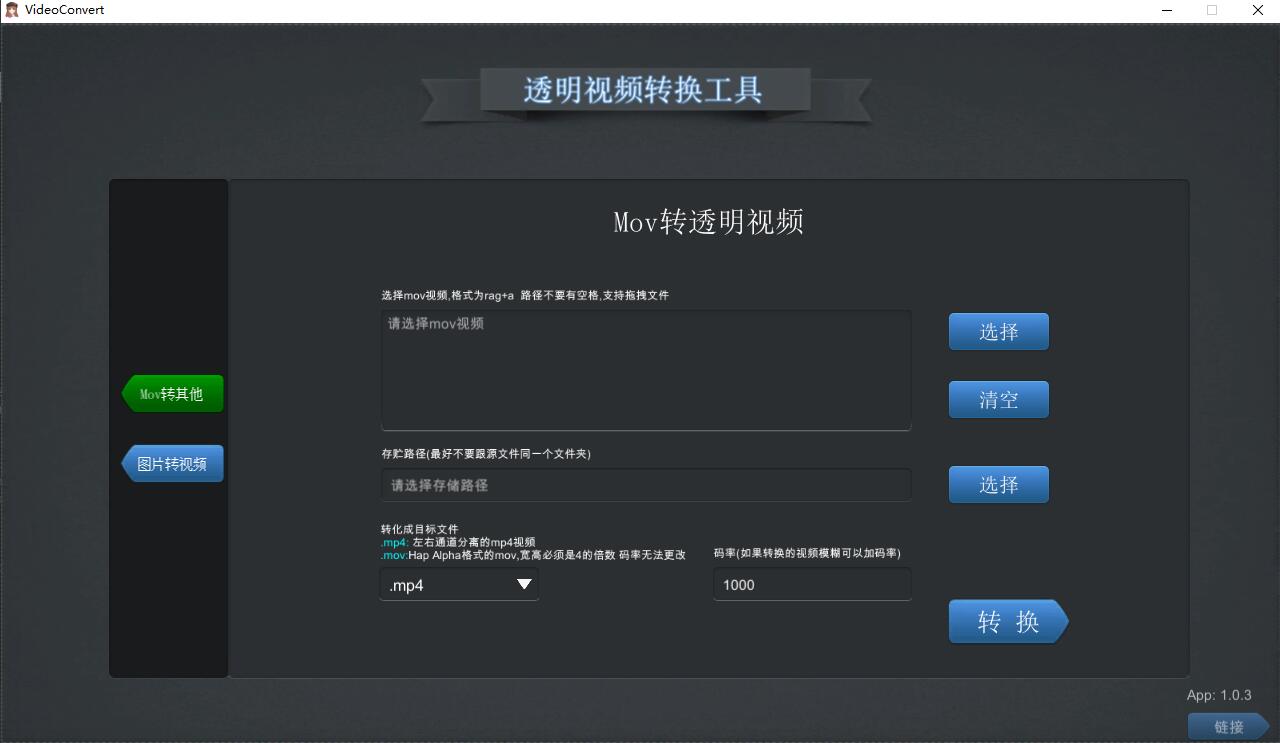 VideoConvert
透明视频转换工具
Mov转透明视频
选择mov视频,格式为rag+a 路径不要有空格,支持拖拽文件
请选择mov视频
选择
清空
Mov转其他
图片转视频
存贮路径(最好不要跟源文件同一个文件夹)
请选择存储路径
选择
转化成目标文件
.mp4: 左右通道分离的mp4视频
.mov:Hap Alpha格式的mov,宽高必须是4的倍数 码率无法更改
码率(如果转换的视频模糊可以加码率)
.mp4
1000
转 换
App: 1.0.3
链接